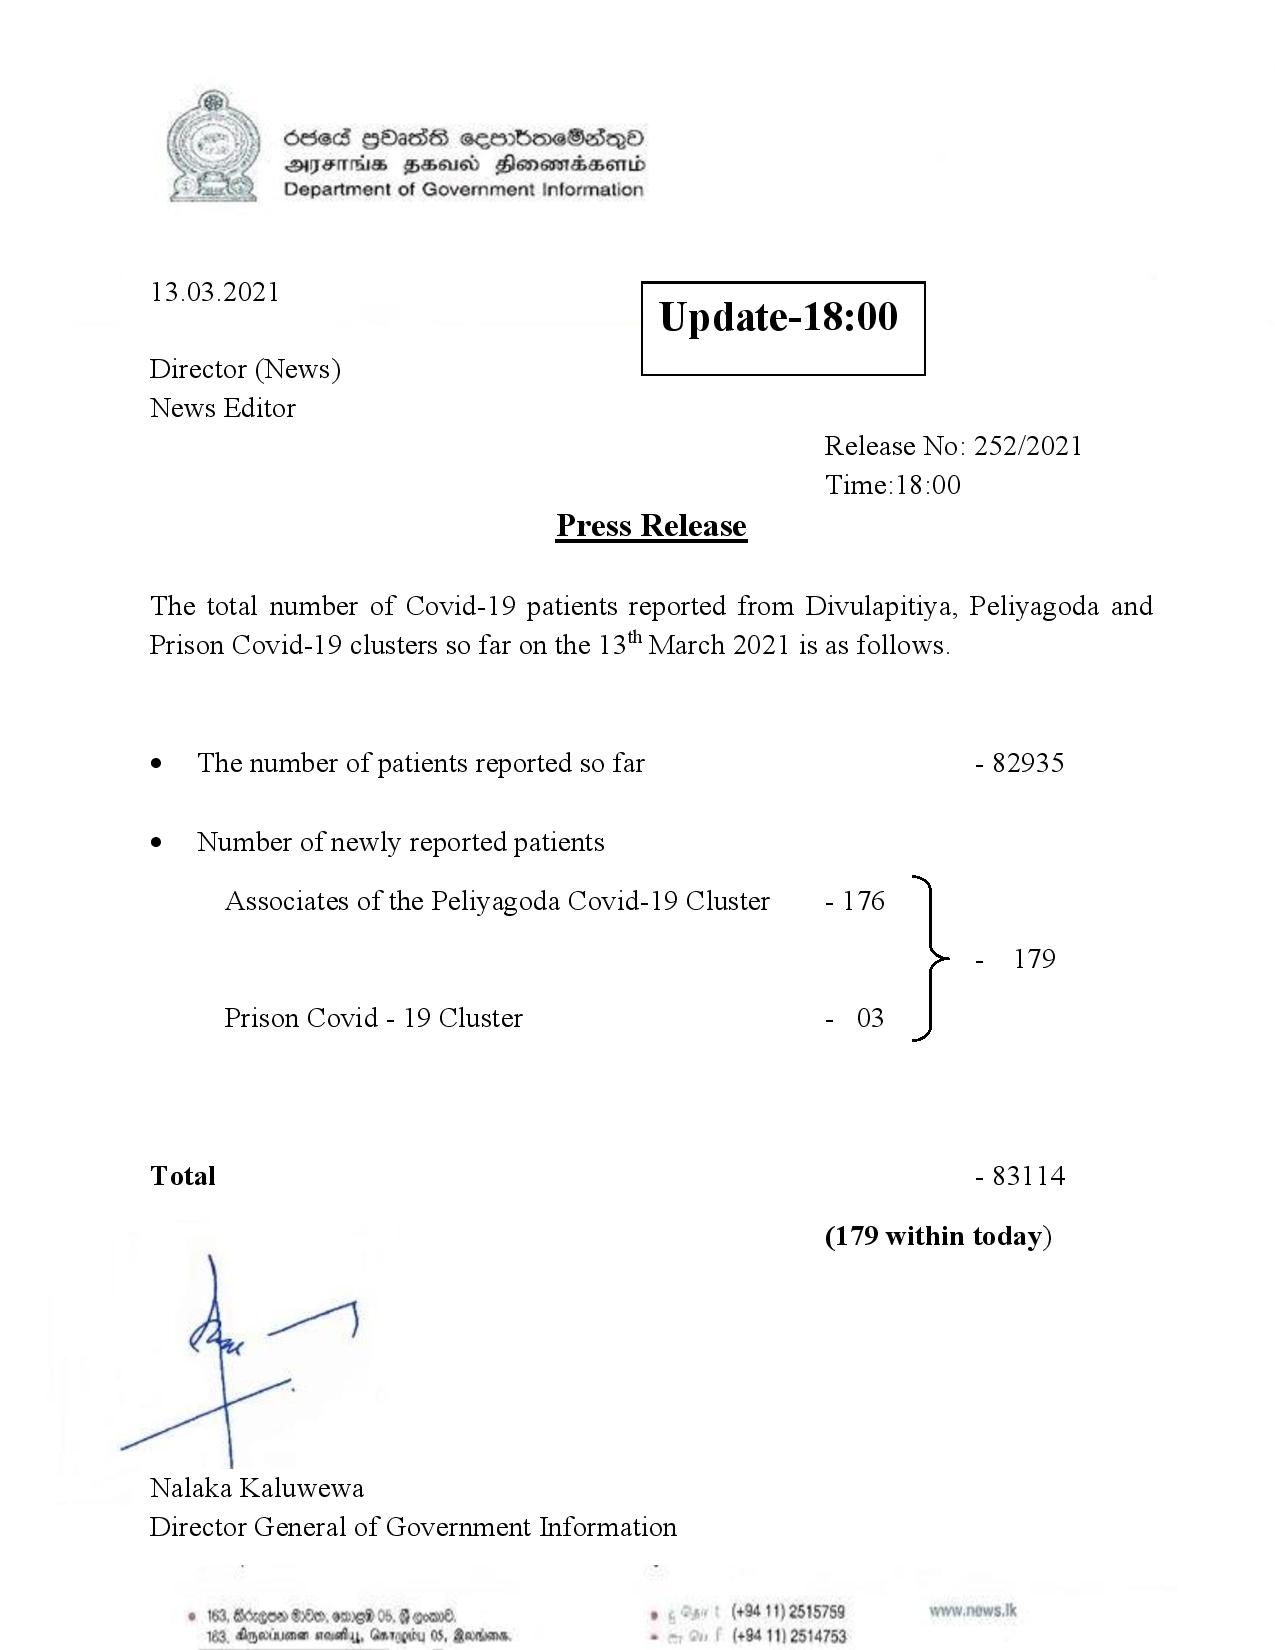 රජයේ ප්‍රවෘත්ති දෙපාර්තමේන්තුව
அரசாங்க தகவல் திணைக்களம்
Department of Government Information
13.03.2021
Update-18:00
Director (News)
News Editor
Release No: 252/2021
Time:18:00
Press Release
The total number of Covid-19 patients reported from Divulapitiya, Peliyagoda and
Prison Covid-19 clusters so far on the 13th March 2021 is as follows.
• The number of patients reported so far - 82935
• Number of newly reported patients
Associates of the Peliyagoda Covid-19 Cluster - 176
- 179
Prison Covid - 19 Cluster - 03
Total - 83114
(179 within today)
Nalaka Kaluwewa
Director General of Government Information
• 163, කිරුලපන මාවත, කොළඹ 05, ශ්‍රී ලංකාව. • (+94 11) 2515759 www.news.lk
163, கிருலப்பனை எவனியூ, கொழும்பு 05, இலங்கை. • (+94 11) 2514753